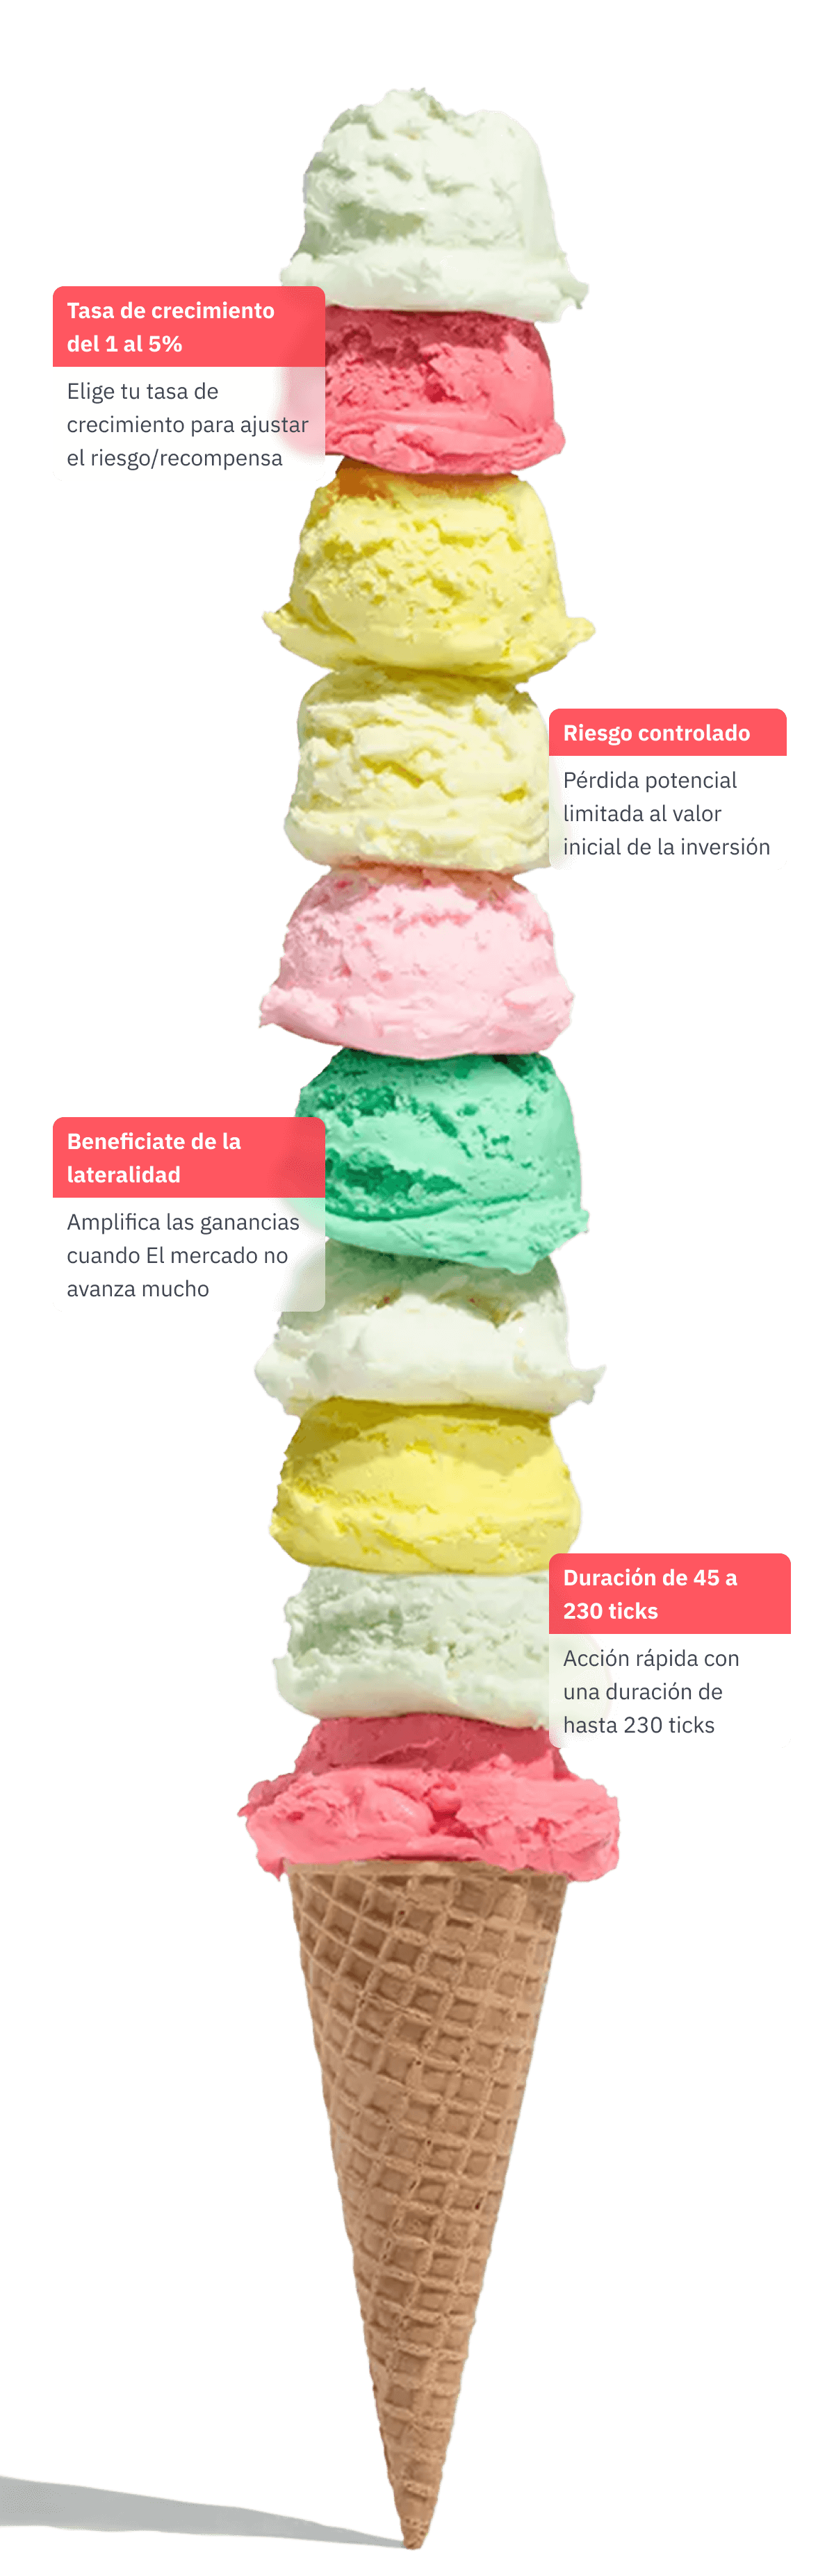 Tasa de crecimiento
del 1 al 5%
Elige tu tasa de
crecimiento para ajustar
el riesgo/recompensa
Riesgo controlado
Pérdida potencial
limitada al valor
inicial de la inversión
Beneficiate de la
lateralidad
Amplifica las ganancias
cuando El mercado no
avanza mucho
Duración de 45 a
230 ticks
Acción rápida con
una duración de
hasta 230 ticks